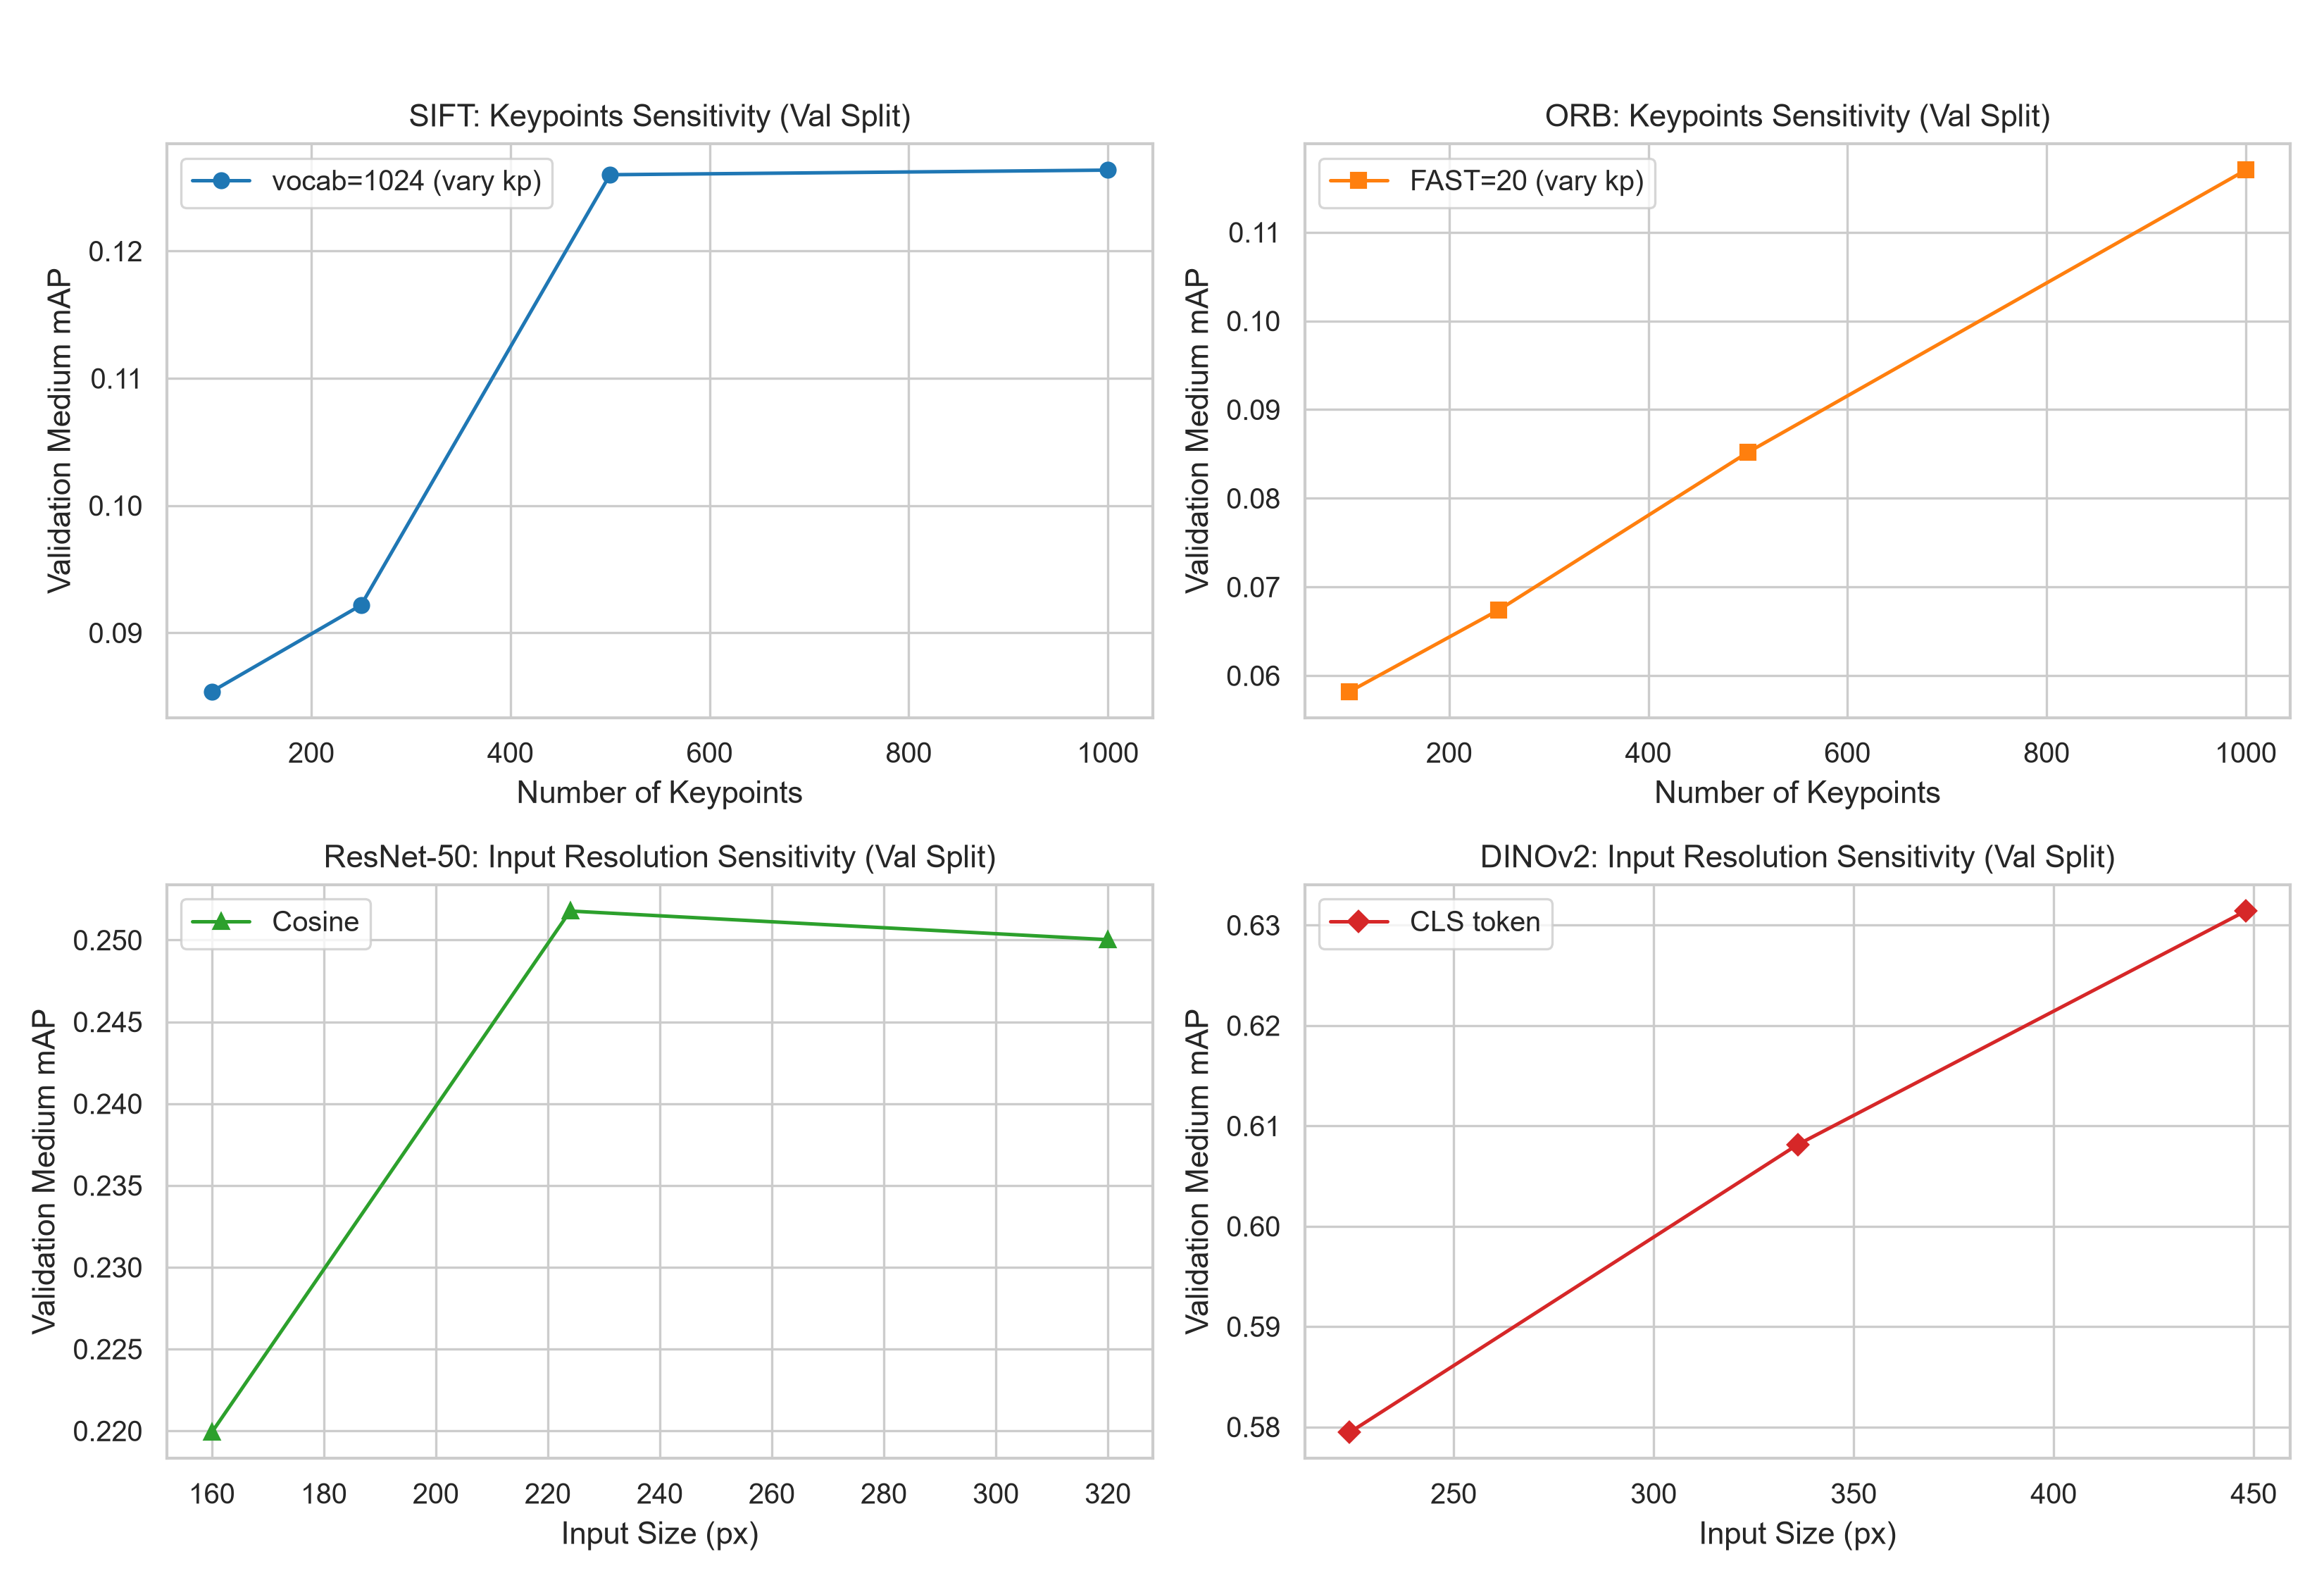 SIFT: Keypoints Sensitivity (Val Split)
vocab=1024 (vary kp)
Validation Medium mAP
0.12
0.11
0.10
0.09
200 400 600 800 1000
Number of Keypoints
ORB: Keypoints Sensitivity (Val Split)
FAST=20 (vary kp)
Validation Medium mAP
0.11
0.10
0.09
0.08
0.07
0.06
200 400 600 800 1000
Number of Keypoints
ResNet-50: Input Resolution Sensitivity (Val Split)
Cosine
Validation Medium mAP
0.250
0.245
0.240
0.235
0.230
0.225
0.220
160 180 200 220 240 260 280 300 320
Input Size (px)
DINOv2: Input Resolution Sensitivity (Val Split)
CLS token
Validation Medium mAP
0.63
0.62
0.61
0.60
0.59
0.58
250 300 350 400 450
Input Size (px)